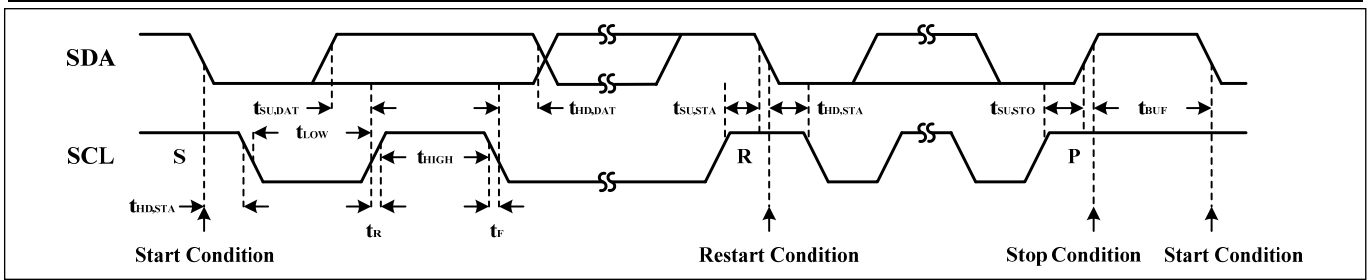 SDA
tSU,DAT
tHD,DAT
tSU,STA
tHD,STA
tSU,STO
tBUF
tLOW
SCL
S
tHIGH
R
P
tHD,STA
tR
tF
Start Condition
Restart Condition
Stop Condition
Start Condition